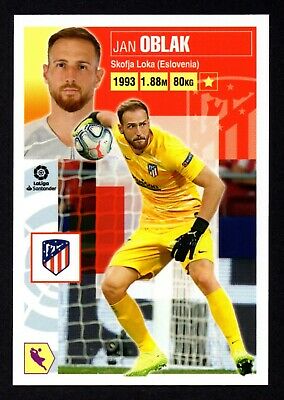 JAN OBLAK
Skofja Loka (Eslovenia)
1993 1.88M 80KG
LaLiga
Santander